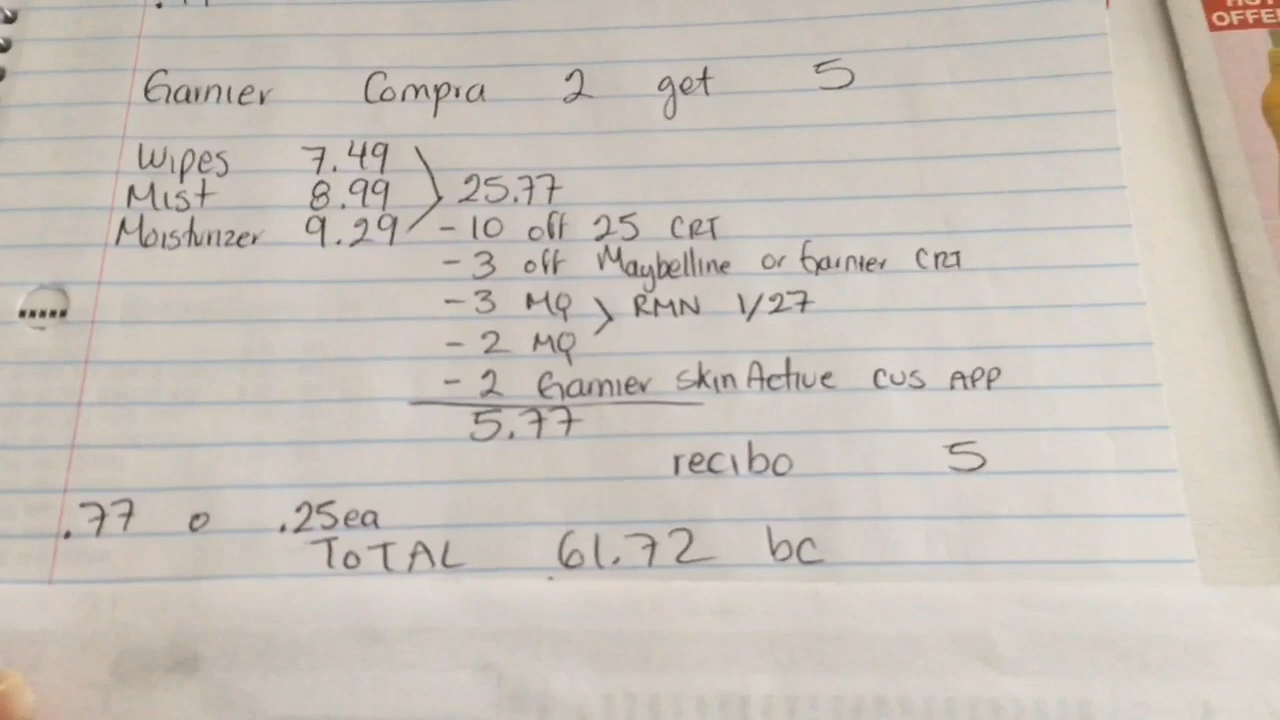 Garnier Compra 2 get 5
Wipes 7.49
Mist 8.99 25.77
Moisturizer 9.29 - 10 off 25 CRT
- 3 off Maybelline or Garnier CRT
- 3 MQ > RMN 1/27
- 2 MQ
- 2 Garnier SkinActive CVS APP
5.77
recibo 5
.77 o .25ea
TOTAL 61.72 bc
OFFE